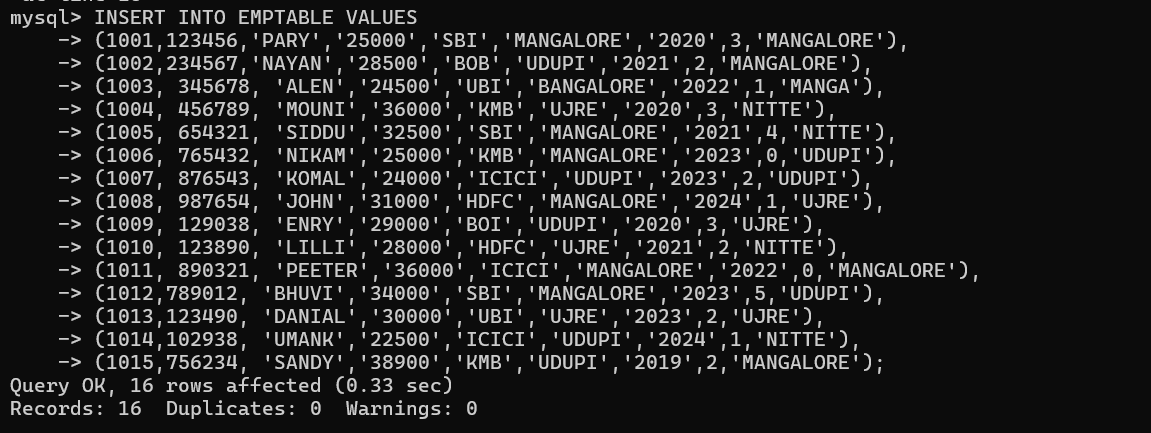 mysql> INSERT INTO EMPTABLE VALUES
    -> (1001,123456,'PARY','25000','SBI','MANGALORE','2020',3,'MANGALORE'),
    -> (1002,234567,'NAYAN','28500','BOB','UDUPI','2021',2,'MANGALORE'),
    -> (1003, 345678, 'ALEN','24500','UBI','BANGALORE','2022',1,'MANGA'),
    -> (1004, 456789, 'MOUNI','36000','KMB','UJRE','2020',3,'NITTE'),
    -> (1005, 654321, 'SIDDU','32500','SBI','MANGALORE','2021',4,'NITTE'),
    -> (1006, 765432, 'NIKAM','25000','KMB','MANGALORE','2023',0,'UDUPI'),
    -> (1007, 876543, 'KOMAL','24000','ICICI','UDUPI','2023',2,'UDUPI'),
    -> (1008, 987654, 'JOHN','31000','HDFC','MANGALORE','2024',1,'UJRE'),
    -> (1009, 129038, 'ENRY','29000','BOI','UDUPI','2020',3,'UJRE'),
    -> (1010, 123890, 'LILLI','28000','HDFC','UJRE','2021',2,'NITTE'),
    -> (1011, 890321, 'PEETER','36000','ICICI','MANGALORE','2022',0,'MANGALORE'),
    -> (1012,789012, 'BHUVI','34000','SBI','MANGALORE','2023',5,'UDUPI'),
    -> (1013,123490, 'DANIAL','30000','UBI','UJRE','2023',2,'UJRE'),
    -> (1014,102938, 'UMANK','22500','ICICI','UDUPI','2024',1,'NITTE'),
    -> (1015,756234, 'SANDY','38900','KMB','UDUPI','2019',2,'MANGALORE');
Query OK, 16 rows affected (0.33 sec)
Records: 16  Duplicates: 0  Warnings: 0